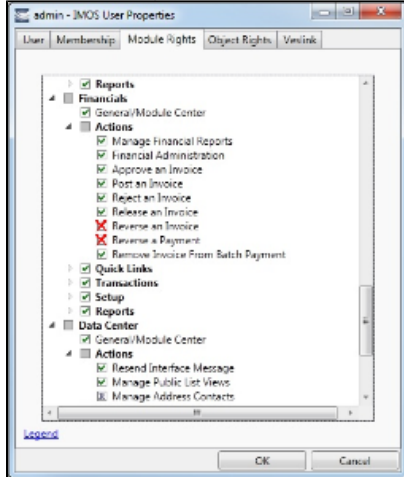 admin - IMOS User Properties
User Membership Module Rights Object Rights Veslink
Reports
Financials
General/Module Center
Actions
Manage Financial Reports
Financial Administration
Approve an Invoice
Post an Invoice
Reject an Invoice
Release an Invoice
Reverse an Invoice
Reverse a Payment
Remove Invoice From Batch Payment
Quick Links
Transactions
Setup
Reports
Data Center
General/Module Center
Actions
Resend Interface Message
Manage Public List Views
Manage Address Contacts
Legend
OK Cancel